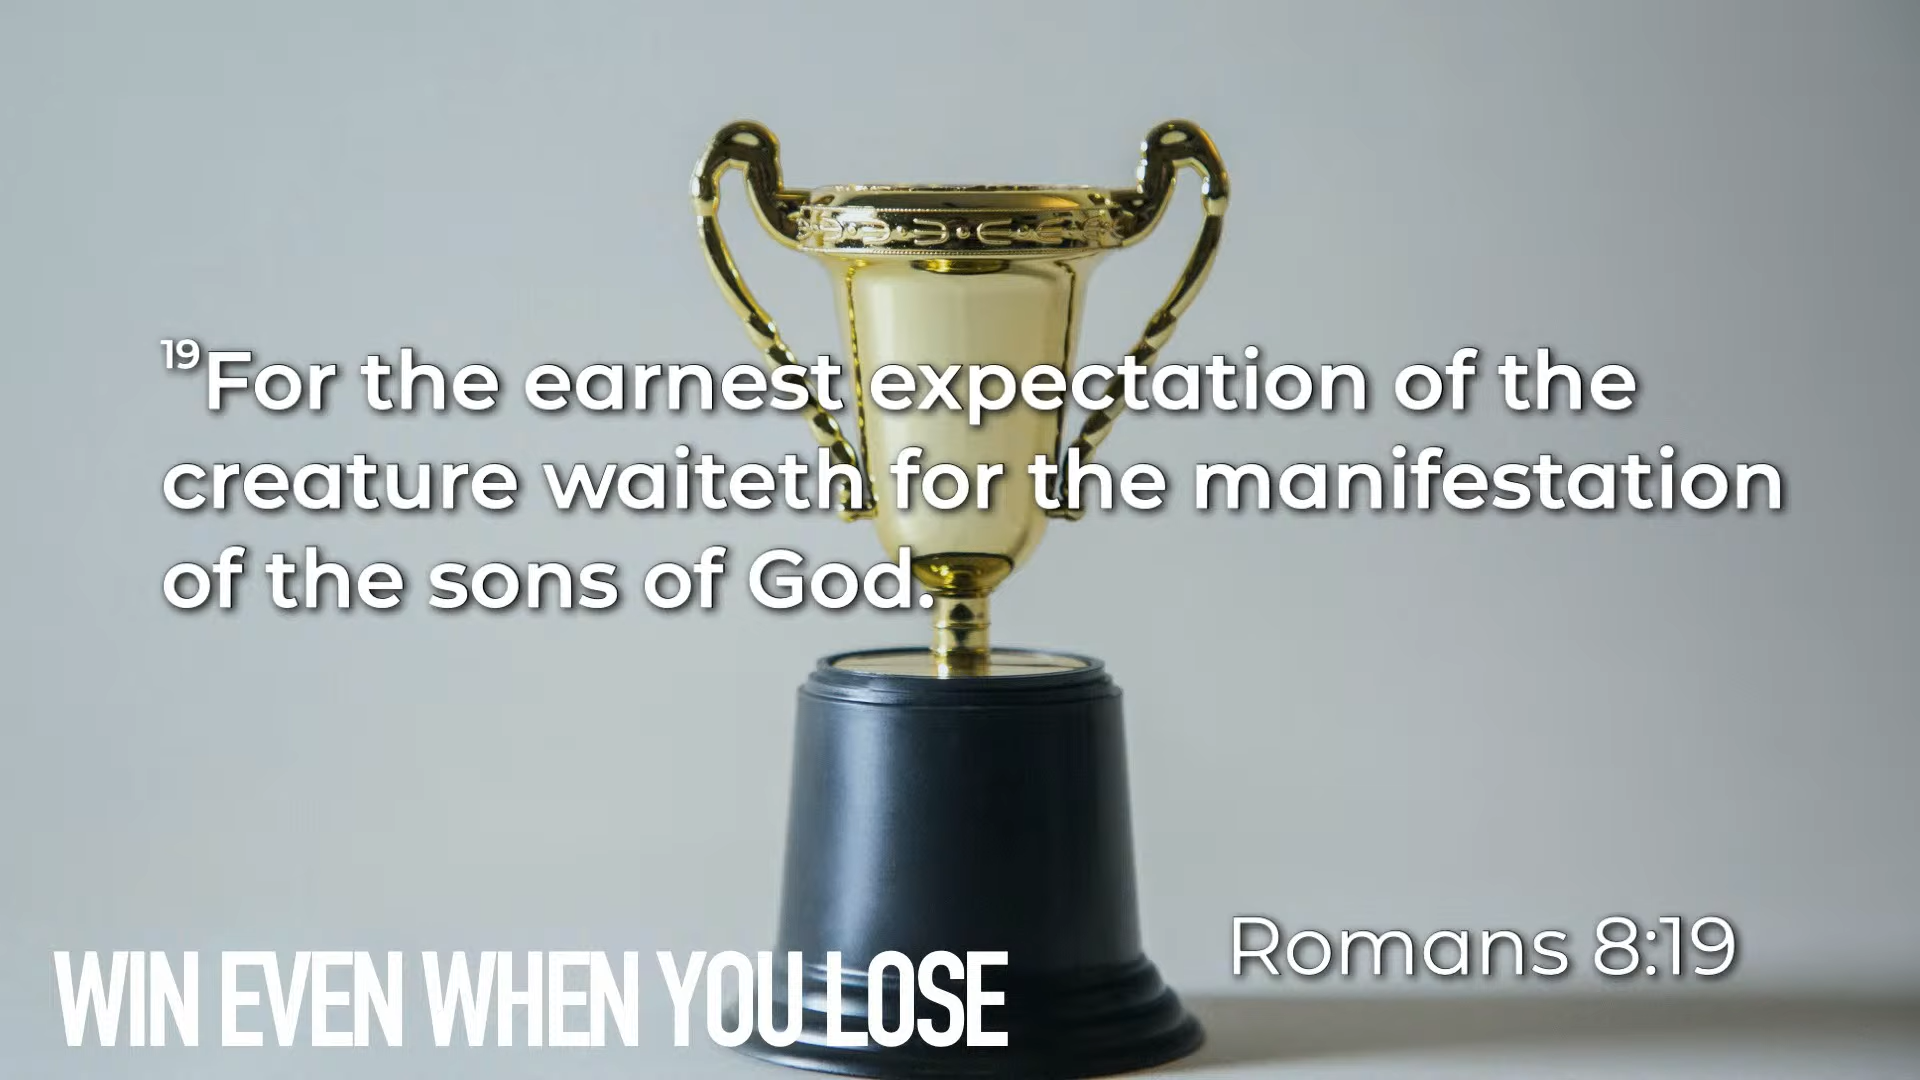 19For the earnest expectation of the
creature waiteth for the manifestation
of the sons of God.
Romans 8:19
WIN EVEN WHEN YOU LOSE